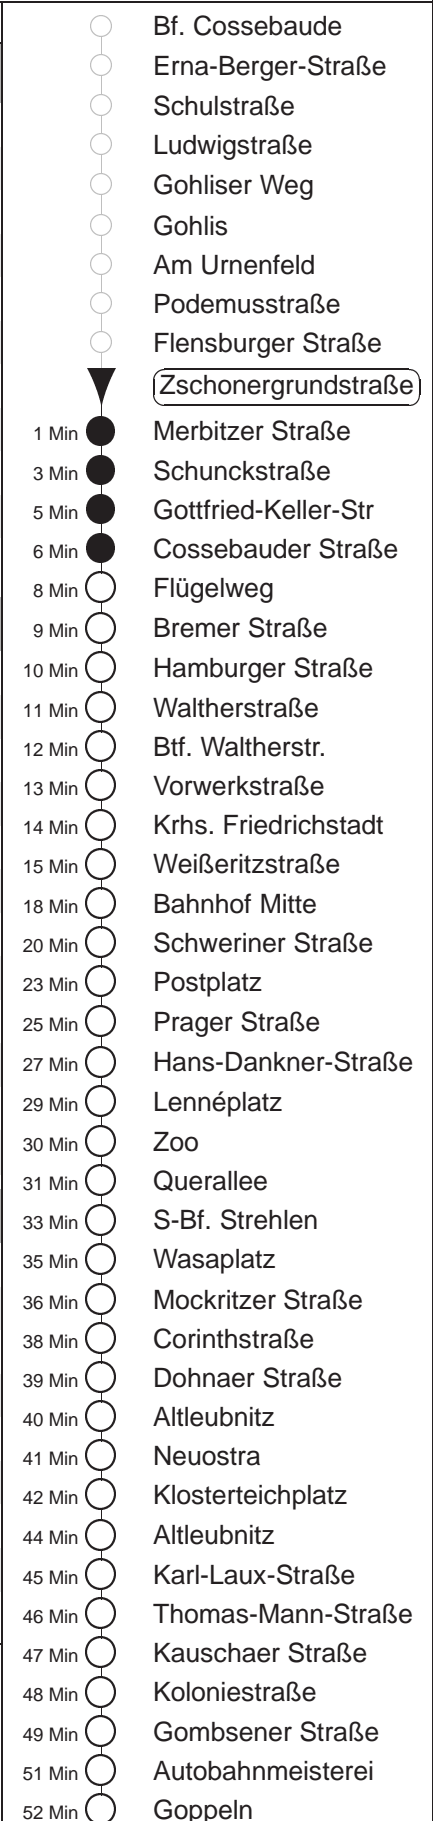 Bf. Cossebaude
Erna-Berger-Straße
Schulstraße
Ludwigstraße
Gohliser Weg
Gohlis
Am Urnenfeld
Podemusstraße
Flensburger Straße
Zschonergrundstraße
1 Min Merbitzer Straße
3 Min Schunckstraße
5 Min Gottfried-Keller-Str
6 Min Cossebauder Straße
8 Min Flügelweg
9 Min Bremer Straße
10 Min Hamburger Straße
11 Min Waltherstraße
12 Min Btf. Waltherstr.
13 Min Vorwerkstraße
14 Min Krhs. Friedrichstadt
15 Min Weißeritzstraße
18 Min Bahnhof Mitte
20 Min Schweriner Straße
23 Min Postplatz
25 Min Prager Straße
27 Min Hans-Dankner-Straße
29 Min Lennéplatz
30 Min Zoo
31 Min Querallee
33 Min S-Bf. Strehlen
35 Min Wasaplatz
36 Min Mockritzer Straße
38 Min Corinthstraße
39 Min Dohnaer Straße
40 Min Altleubnitz
41 Min Neuostra
42 Min Klosterteichplatz
44 Min Altleubnitz
45 Min Karl-Laux-Straße
46 Min Thomas-Mann-Straße
47 Min Kauschaer Straße
48 Min Koloniestraße
49 Min Gombsener Straße
51 Min Autobahnmeisterei
52 Min Goppeln